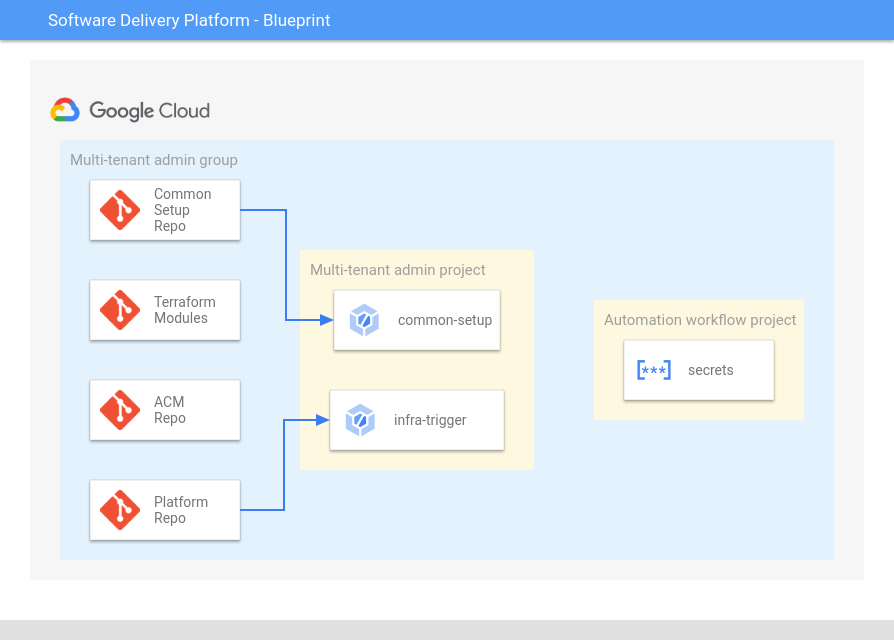 Software Delivery Platform - Blueprint
Google Cloud
Multi-tenant admin group
Common
Setup
Repo
Terraform
Modules
ACM
Repo
Platform
Repo
Multi-tenant admin project
common-setup
infra-trigger
Automation workflow project
[***] secrets